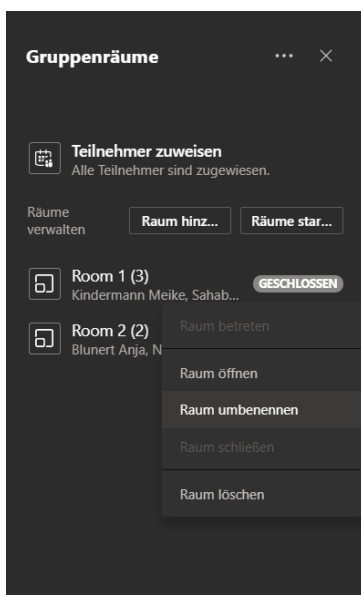 Gruppenräume
Teilnehmer zuweisen
Alle Teilnehmer sind zugewiesen.
Räume
verwalten
Raum hinz...
Räume star...
Room 1 (3)
GESCHLOSSEN
Kindermann Meike, Sahab...
Room 2 (2)
Blunert Anja, N
Raum betreten
Raum öffnen
Raum umbenennen
Raum schließen
Raum löschen